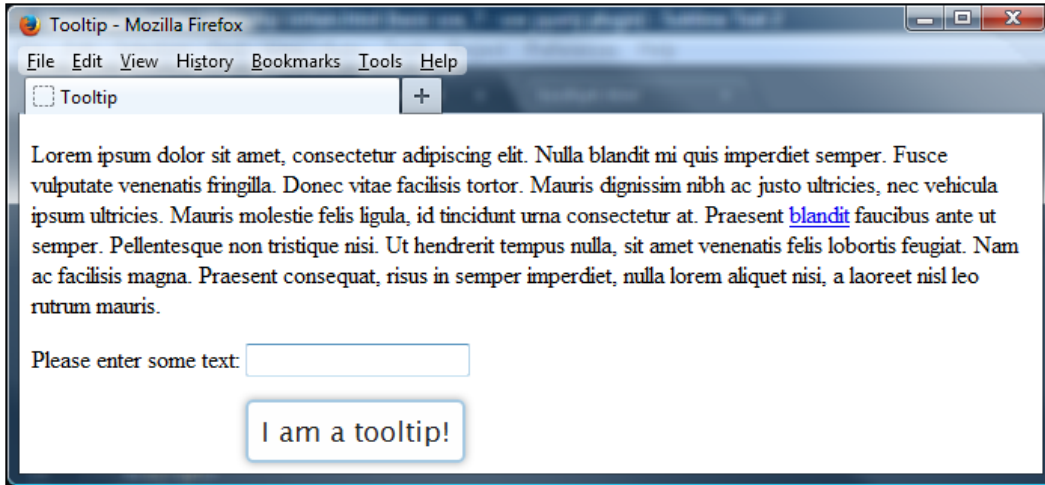 Tooltip - Mozilla Firefox
File Edit View History Bookmarks Tools Help
Tooltip
Lorem ipsum dolor sit amet, consectetur adipiscing elit. Nulla blandit mi quis imperdiet semper. Fusce
vulputate venenatis fringilla. Donec vitae facilisis tortor. Mauris dignissim nibh ac justo ultricies, nec vehicula
ipsum ultricies. Mauris molestie felis ligula, id tincidunt urna consectetur at. Praesent blandit faucibus ante ut
semper. Pellentesque non tristique nisi. Ut hendrerit tempus nulla, sit amet venenatis felis lobortis feugiat. Nam
ac facilisis magna. Praesent consequat, risus in semper imperdiet, nulla lorem aliquet nisi, a laoreet nisl leo
rutrum mauris.
Please enter some text:
I am a tooltip!